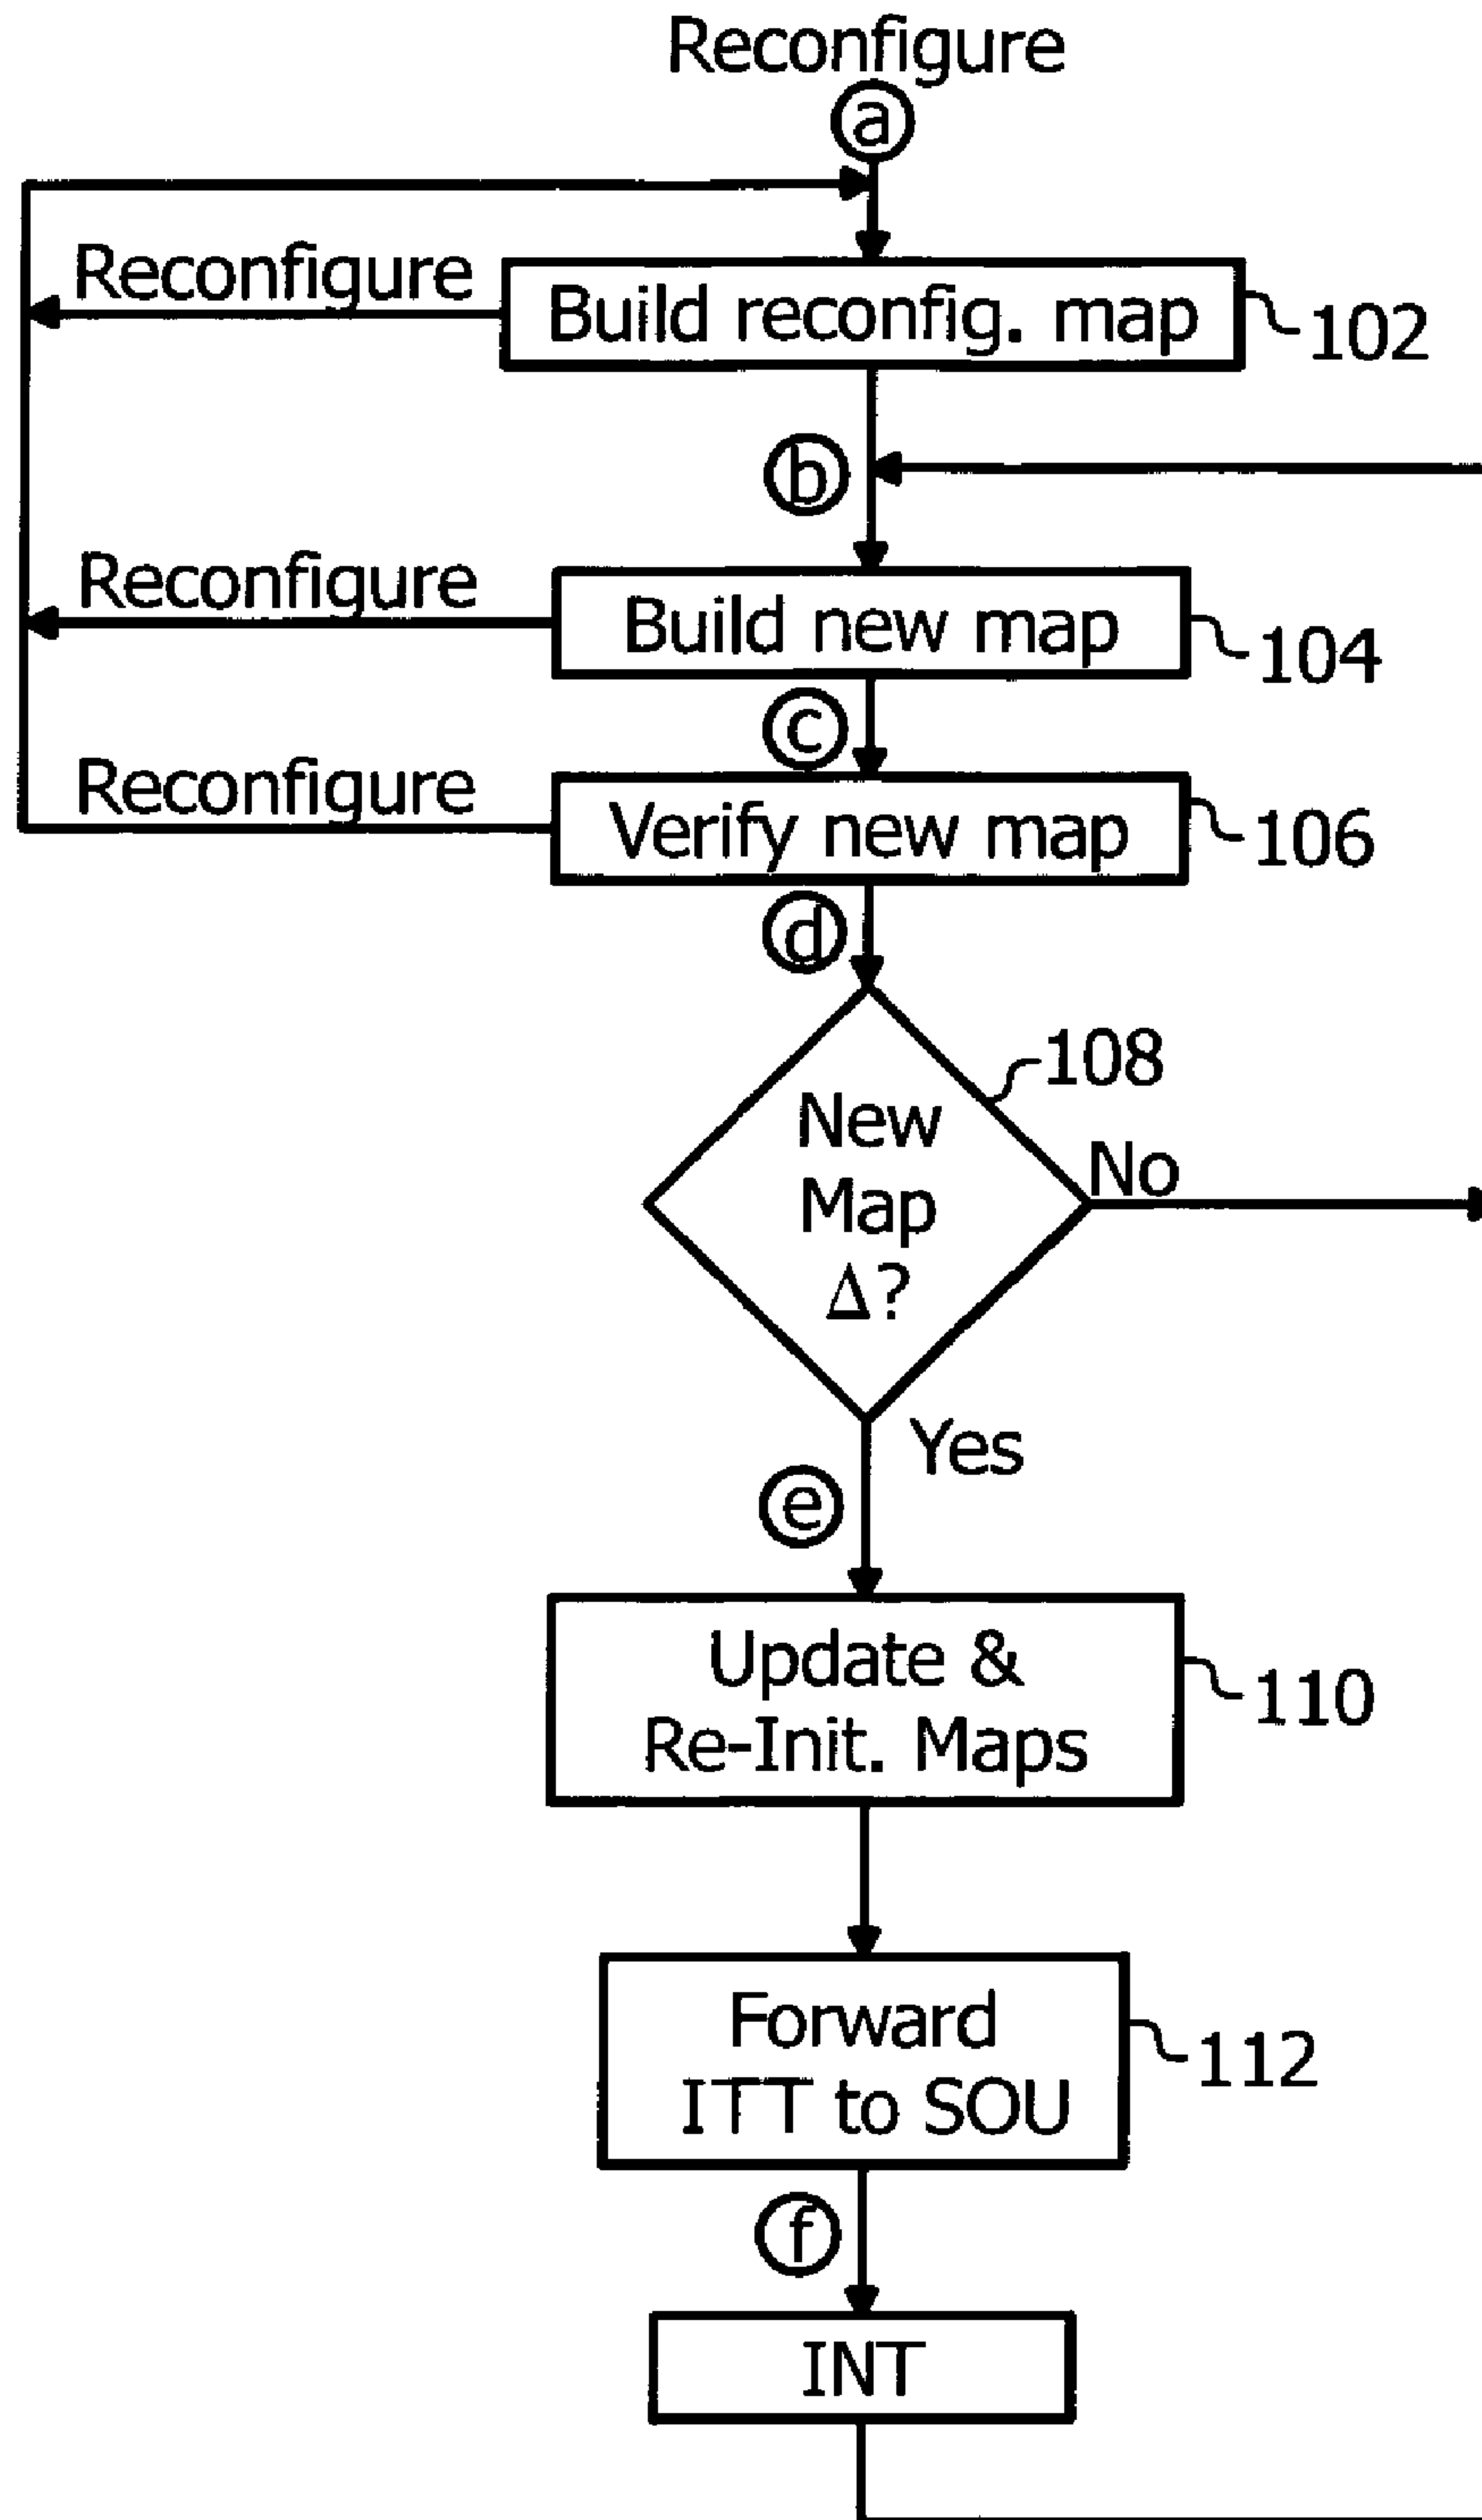 Reconfigure
a
Reconfigure
Build reconfig. map
102
b
Reconfigure
Build new map
104
c
Reconfigure
Verify new map
106
d
108
New
Map
Δ?
No
Yes
e
Update &
Re-Init. Maps
110
Forward
ITT to SOU
112
f
INT